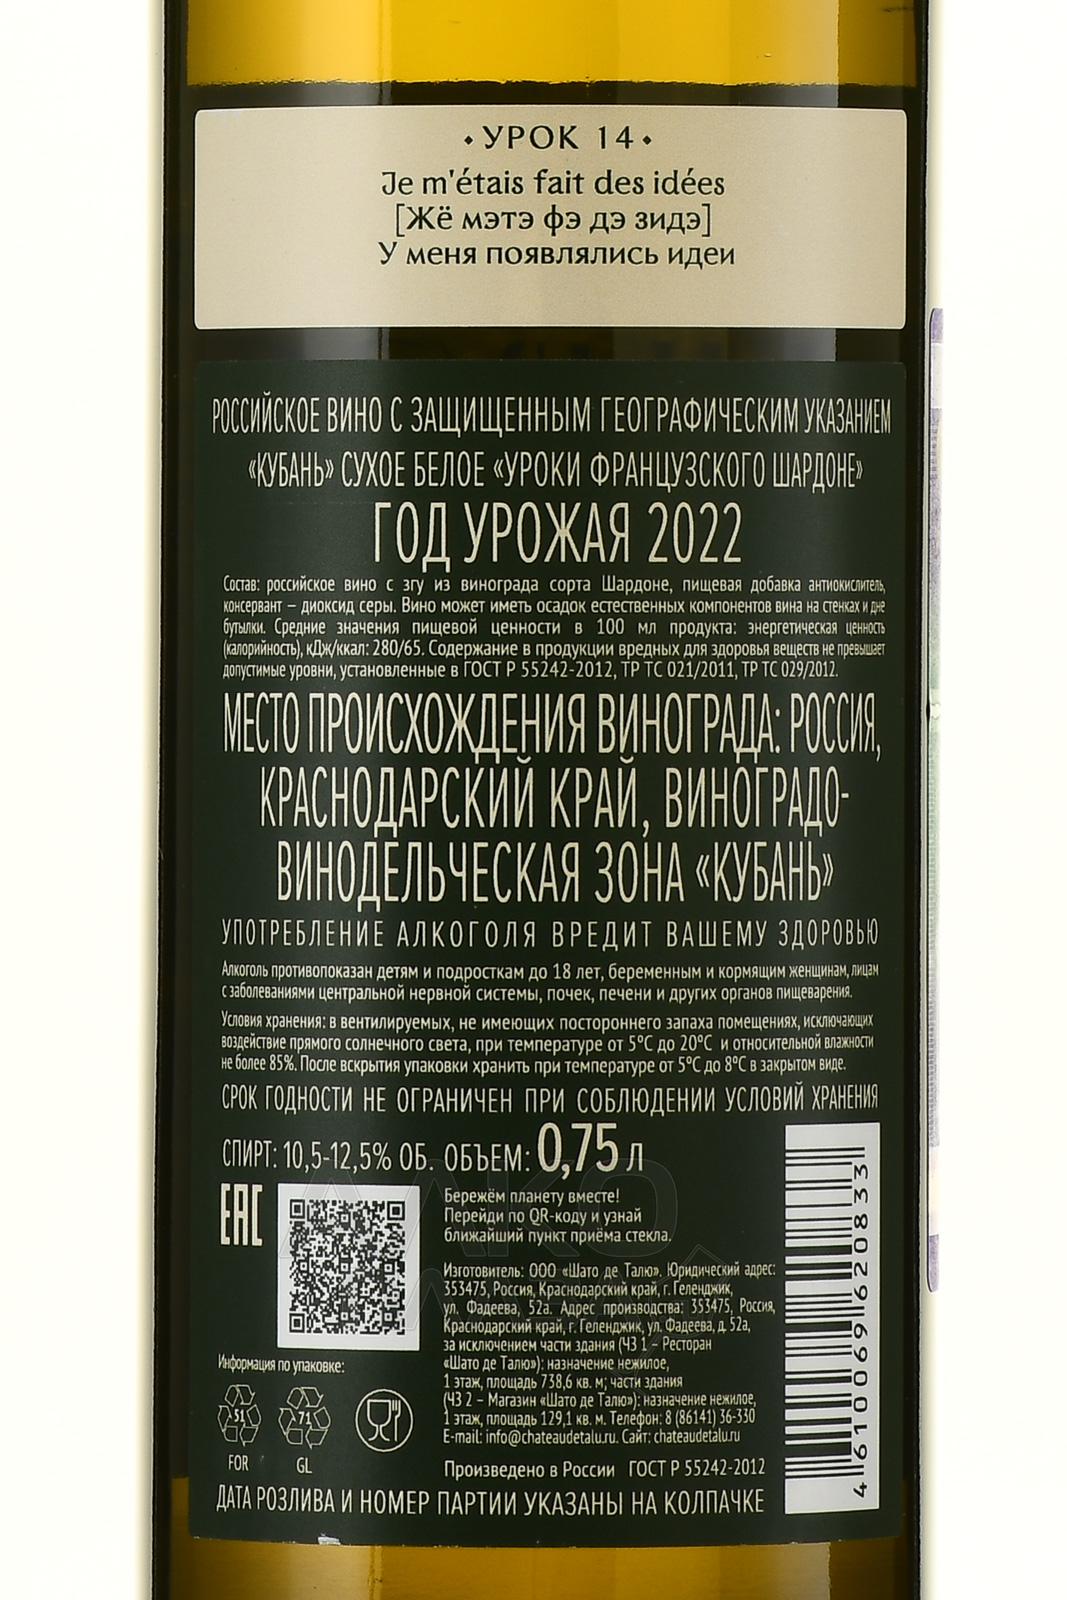 • УРОК 14 •
Je m'étais fait des idées
[Жё мэтэ фэ дэ зидэ]
У меня появлялись идеи
РОССИЙСКОЕ ВИНО С ЗАЩИЩЕННЫМ ГЕОГРАФИЧЕСКИМ УКАЗАНИЕМ
«КУБАНЬ» СУХОЕ БЕЛОЕ «УРОКИ ФРАНЦУЗСКОГО ШАРДОНЕ»
ГОД УРОЖАЯ 2022
Состав: российское вино с згу из винограда сорта Шардоне, пищевая добавка антиокислитель,
консервант – диоксид серы. Вино может иметь осадок естественных компонентов вина на стенках и дне
бутылки. Средние значения пищевой ценности в 100 мл продукта: энергетическая ценность
(калорийность), кДж/ккал: 280/65. Содержание в продукции вредных для здоровья веществ не превышает
допустимые уровни, установленные в ГОСТ Р 55242-2012, ТР ТС 021/2011, ТР ТС 029/2012.
МЕСТО ПРОИСХОЖДЕНИЯ ВИНОГРАДА: РОССИЯ,
КРАСНОДАРСКИЙ КРАЙ, ВИНОГРАДО-
ВИНОДЕЛЬЧЕСКАЯ ЗОНА «КУБАНЬ»
УПОТРЕБЛЕНИЕ АЛКОГОЛЯ ВРЕДИТ ВАШЕМУ ЗДОРОВЬЮ
Алкоголь противопоказан детям и подросткам до 18 лет, беременным и кормящим женщинам, лицам
с заболеваниями центральной нервной системы, почек, печени и других органов пищеварения.
Условия хранения: в вентилируемых, не имеющих постороннего запаха помещениях, исключающих
воздействие прямого солнечного света, при температуре от 5°C до 20°C и относительной влажности
не более 85%. После вскрытия упаковки хранить при температуре от 5°C до 8°C в закрытом виде.
СРОК ГОДНОСТИ НЕ ОГРАНИЧЕН ПРИ СОБЛЮДЕНИИ УСЛОВИЙ ХРАНЕНИЯ
СПИРТ: 10,5-12,5% ОБ. ОБЪЕМ: 0,75 Л
EAC
Бережём планету вместе!
Перейди по QR-коду и узнай
ближайший пункт приёма стекла.
Изготовитель: ООО «Шато де Талю». Юридический адрес:
353475, Россия, Краснодарский край, г. Геленджик,
ул. Фадеева, 52а. Адрес производства: 353475, Россия,
Краснодарский край, г. Геленджик, ул. Фадеева, д. 52а,
за исключением части здания (ЧЗ 1 – Ресторан
«Шато де Талю»): назначение нежилое,
1 этаж, площадь 738,6 кв. м; части здания
(ЧЗ 2 – Магазин «Шато де Талю»): назначение нежилое,
1 этаж, площадь 129,1 кв. м. Телефон: 8 (86141) 36-330
E-mail: info@chateaudetalu.ru. Сайт: chateaudetalu.ru
Информация по упаковке:
51
71
FOR
GL
Произведено в России ГОСТ Р 55242-2012
ДАТА РОЗЛИВА И НОМЕР ПАРТИИ УКАЗАНЫ НА КОЛПАЧКЕ
4 610069 620833